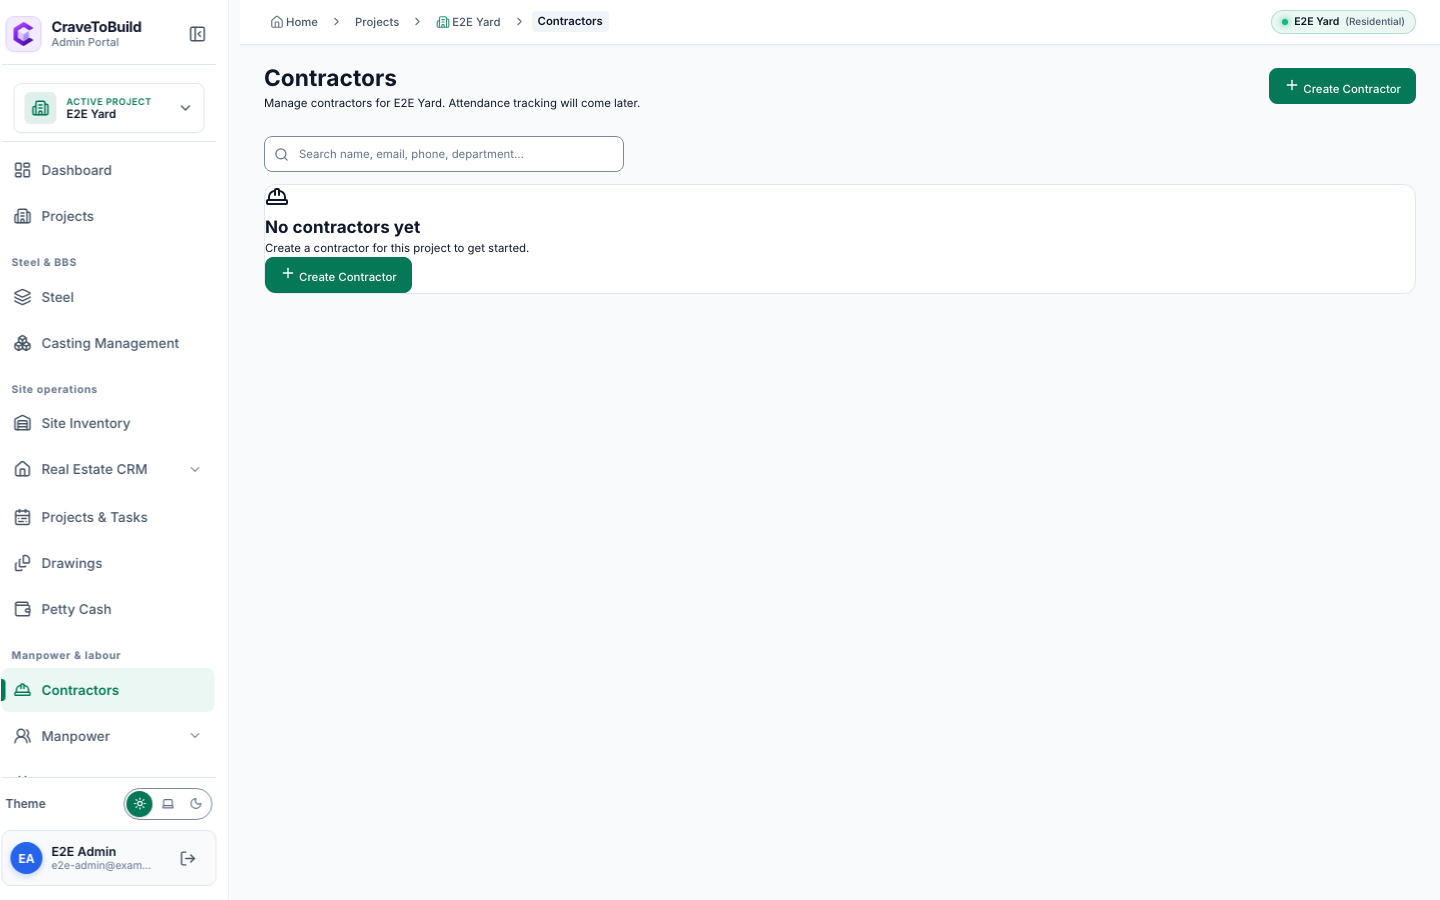 CraveToBuild
Admin Portal
ACTIVE PROJECT
E2E Yard
Dashboard
Projects
Steel & BBS
Steel
Casting Management
Site operations
Site Inventory
Real Estate CRM
Projects & Tasks
Drawings
Petty Cash
Manpower & labour
Contractors
Manpower
Theme
EA
E2E Admin
e2e-admin@exam...
Home
Projects
E2E Yard
Contractors
E2E Yard (Residential)
Contractors
Manage contractors for E2E Yard. Attendance tracking will come later.
Create Contractor
Search name, email, phone, department...
No contractors yet
Create a contractor for this project to get started.
Create Contractor